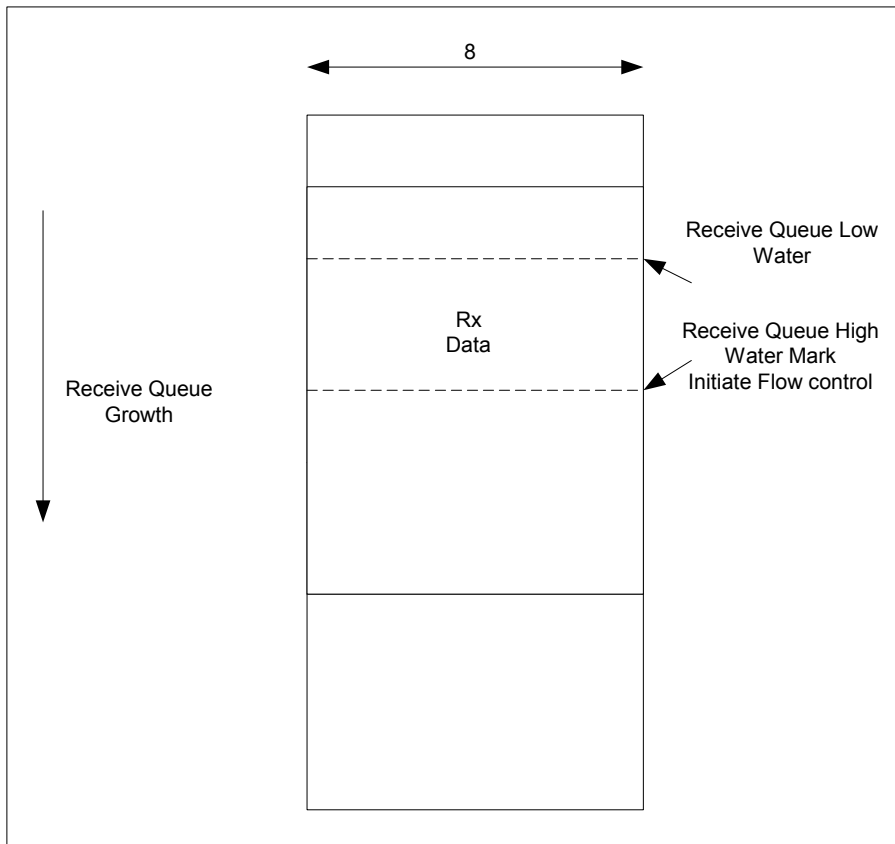 8
Receive Queue Low
Water
Rx
Data
Receive Queue High
Water Mark
Initiate Flow control
Receive Queue
Growth